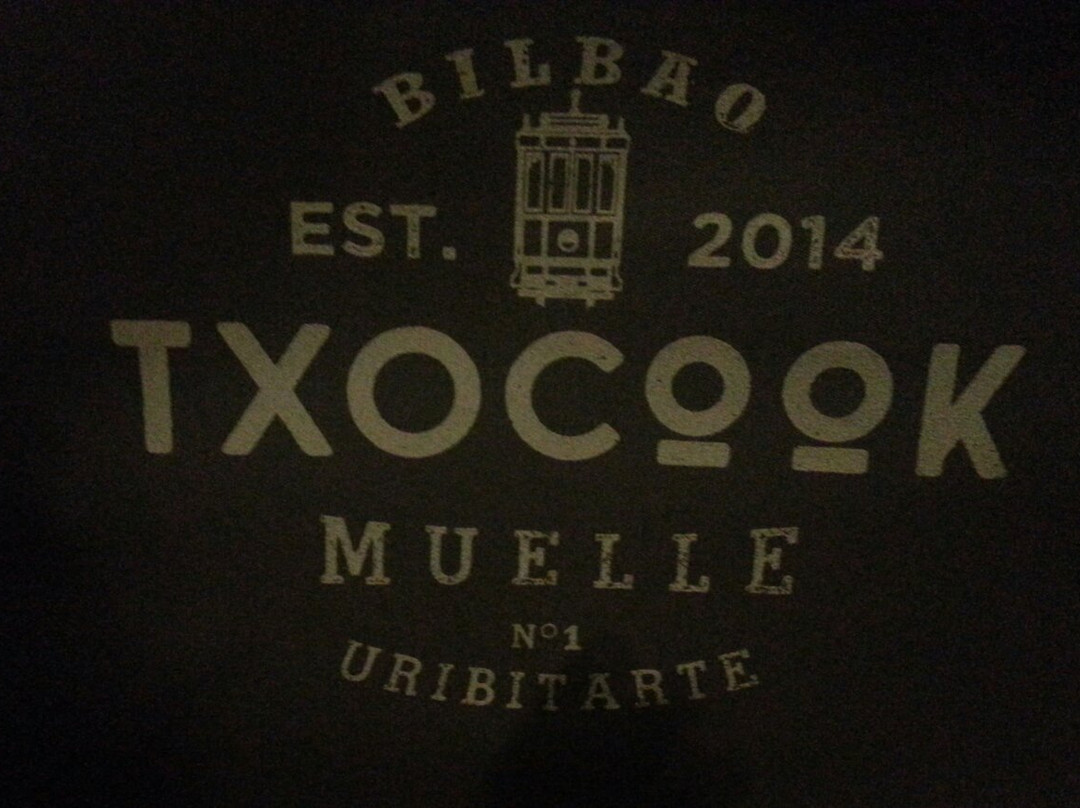 BILBAO
EST. 2014
TXOCOOK
MUELLE
Nº1
URIBITARTE